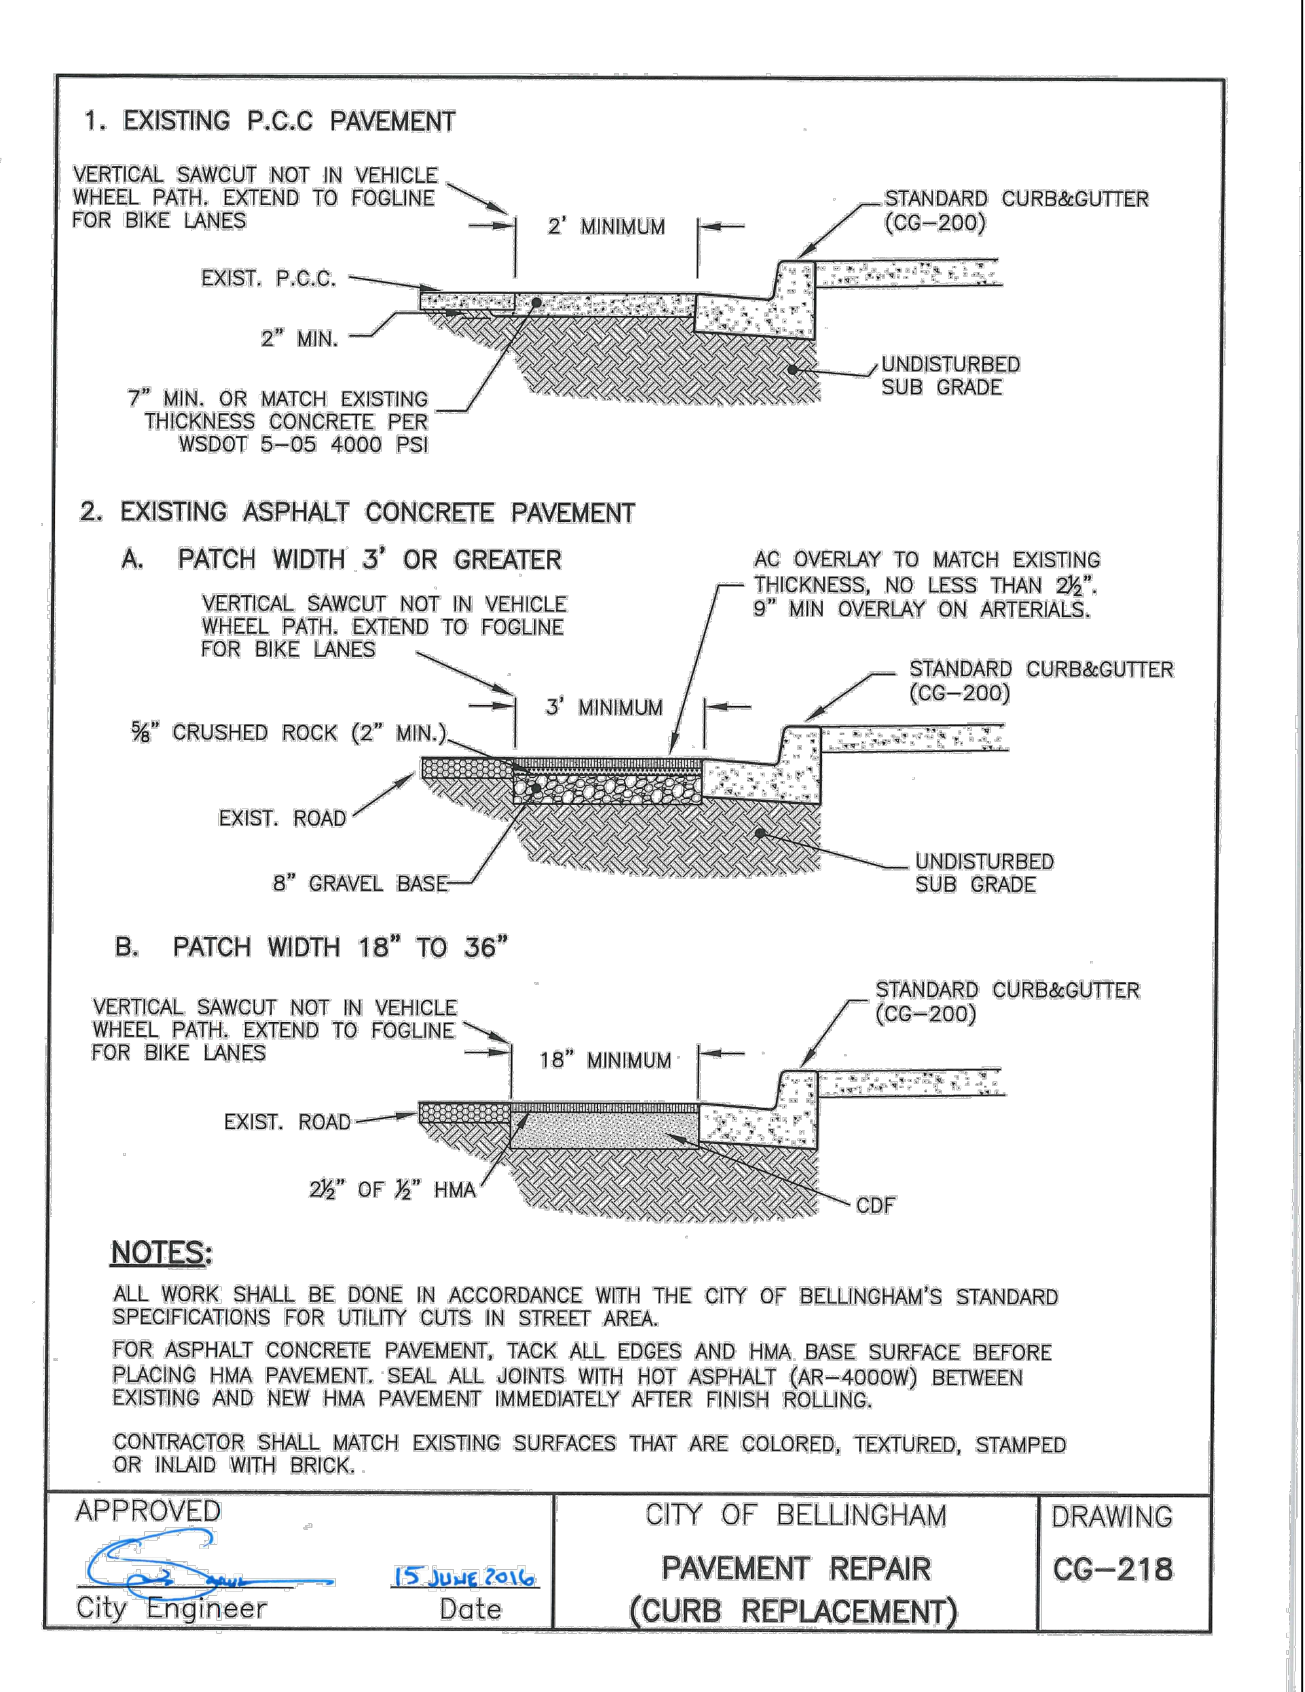 1. EXISTING P.C.C PAVEMENT
VERTICAL SAWCUT NOT IN VEHICLE
WHEEL PATH. EXTEND TO FOGLINE
FOR BIKE LANES
2' MINIMUM
STANDARD CURB&GUTTER
(CG-200)
EXIST. P.C.C.
2" MIN.
UNDISTURBED
SUB GRADE
7" MIN. OR MATCH EXISTING
THICKNESS CONCRETE PER
WSDOT 5-05 4000 PSI
2. EXISTING ASPHALT CONCRETE PAVEMENT
A. PATCH WIDTH 3' OR GREATER
AC OVERLAY TO MATCH EXISTING
THICKNESS, NO LESS THAN 2½".
9" MIN OVERLAY ON ARTERIALS.
VERTICAL SAWCUT NOT IN VEHICLE
WHEEL PATH. EXTEND TO FOGLINE
FOR BIKE LANES
STANDARD CURB&GUTTER
(CG-200)
3' MINIMUM
⅝" CRUSHED ROCK (2" MIN.)
EXIST. ROAD
8" GRAVEL BASE
UNDISTURBED
SUB GRADE
B. PATCH WIDTH 18" TO 36"
VERTICAL SAWCUT NOT IN VEHICLE
WHEEL PATH. EXTEND TO FOGLINE
FOR BIKE LANES
STANDARD CURB&GUTTER
(CG-200)
18" MINIMUM
EXIST. ROAD
2½" OF ½" HMA
CDF
NOTES:
ALL WORK SHALL BE DONE IN ACCORDANCE WITH THE CITY OF BELLINGHAM'S STANDARD
SPECIFICATIONS FOR UTILITY CUTS IN STREET AREA.
FOR ASPHALT CONCRETE PAVEMENT, TACK ALL EDGES AND HMA BASE SURFACE BEFORE
PLACING HMA PAVEMENT. SEAL ALL JOINTS WITH HOT ASPHALT (AR-4000W) BETWEEN
EXISTING AND NEW HMA PAVEMENT IMMEDIATELY AFTER FINISH ROLLING.
CONTRACTOR SHALL MATCH EXISTING SURFACES THAT ARE COLORED, TEXTURED, STAMPED
OR INLAID WITH BRICK.
APPROVED
15 JUNE 2016
City Engineer
Date
CITY OF BELLINGHAM
PAVEMENT REPAIR
(CURB REPLACEMENT)
DRAWING
CG-218